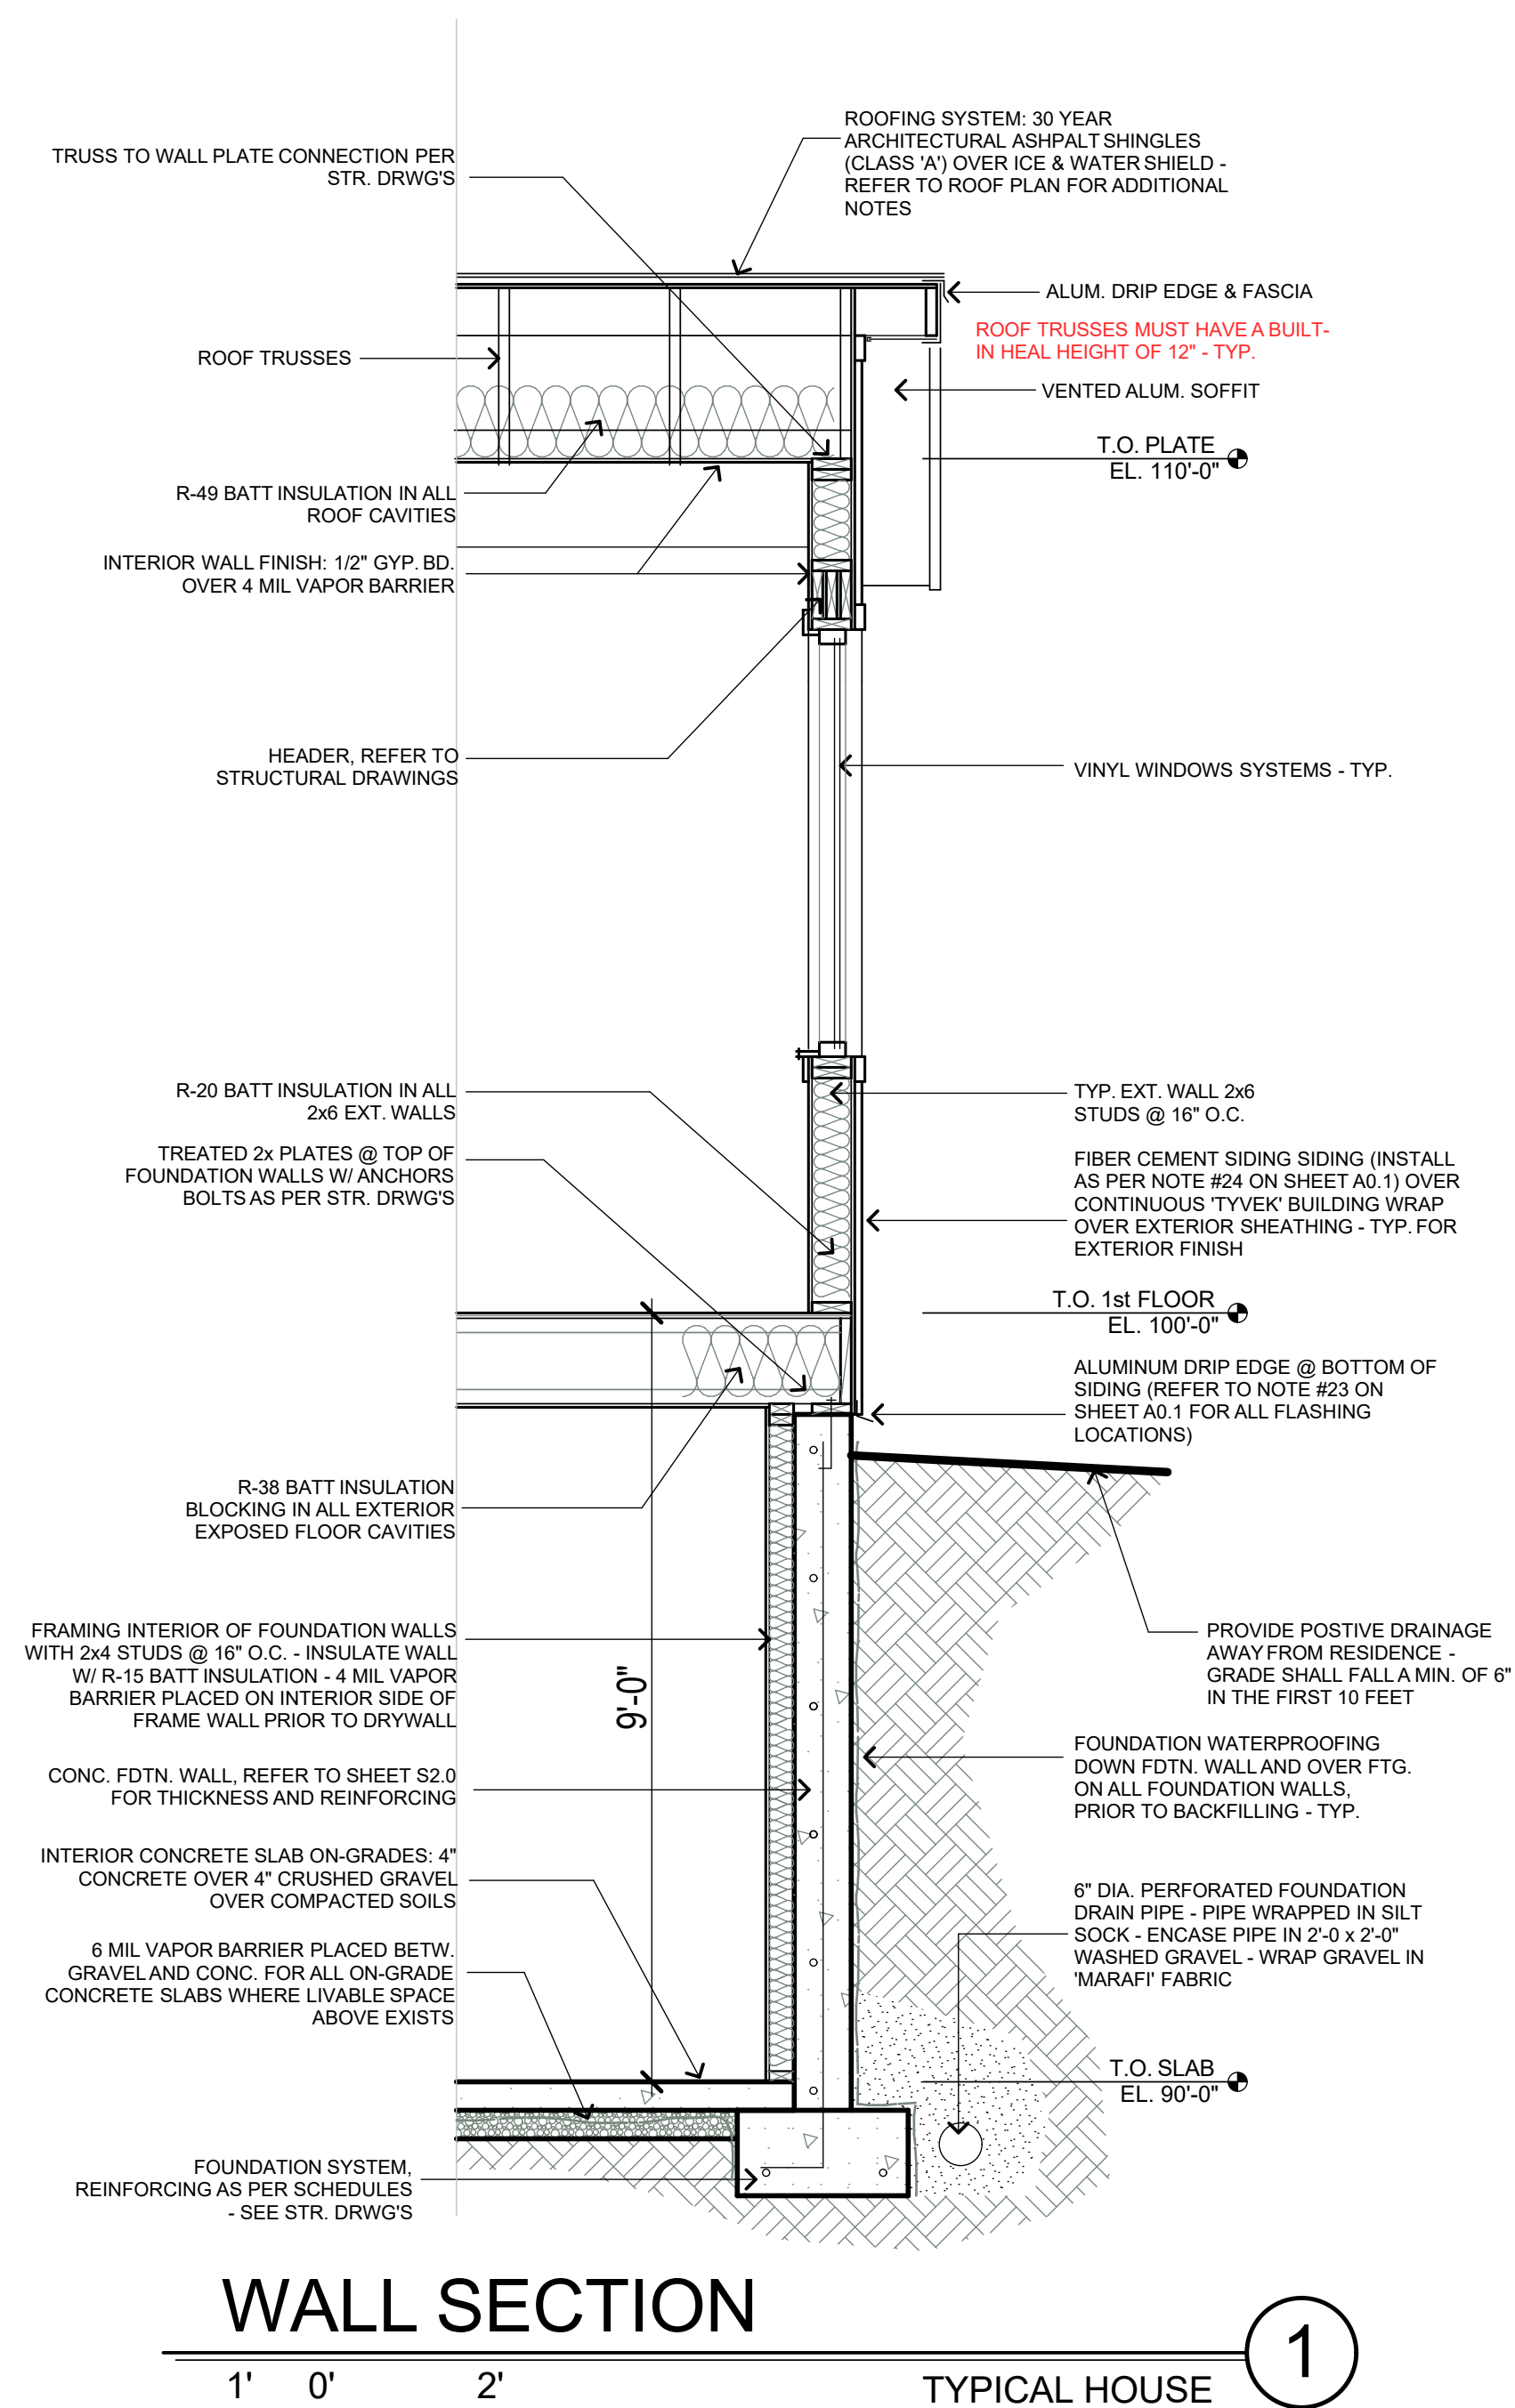 ROOFING SYSTEM: 30 YEAR
ARCHITECTURAL ASHPALT SHINGLES
(CLASS 'A') OVER ICE & WATER SHIELD -
REFER TO ROOF PLAN FOR ADDITIONAL
NOTES
TRUSS TO WALL PLATE CONNECTION PER
STR. DRWG'S
ALUM. DRIP EDGE & FASCIA
ROOF TRUSSES MUST HAVE A BUILT-
IN HEAL HEIGHT OF 12" - TYP.
ROOF TRUSSES
VENTED ALUM. SOFFIT
T.O. PLATE
EL. 110'-0"
R-49 BATT INSULATION IN ALL
ROOF CAVITIES
INTERIOR WALL FINISH: 1/2" GYP. BD.
OVER 4 MIL VAPOR BARRIER
HEADER, REFER TO
STRUCTURAL DRAWINGS
VINYL WINDOWS SYSTEMS - TYP.
R-20 BATT INSULATION IN ALL
2x6 EXT. WALLS
TYP. EXT. WALL 2x6
STUDS @ 16" O.C.
TREATED 2x PLATES @ TOP OF
FOUNDATION WALLS W/ ANCHORS
BOLTS AS PER STR. DRWG'S
FIBER CEMENT SIDING SIDING (INSTALL
AS PER NOTE #24 ON SHEET A0.1) OVER
CONTINUOUS 'TYVEK' BUILDING WRAP
OVER EXTERIOR SHEATHING - TYP. FOR
EXTERIOR FINISH
T.O. 1st FLOOR
EL. 100'-0"
ALUMINUM DRIP EDGE @ BOTTOM OF
SIDING (REFER TO NOTE #23 ON
SHEET A0.1 FOR ALL FLASHING
LOCATIONS)
R-38 BATT INSULATION
BLOCKING IN ALL EXTERIOR
EXPOSED FLOOR CAVITIES
FRAMING INTERIOR OF FOUNDATION WALLS
WITH 2x4 STUDS @ 16" O.C. - INSULATE WALL
W/ R-15 BATT INSULATION - 4 MIL VAPOR
BARRIER PLACED ON INTERIOR SIDE OF
FRAME WALL PRIOR TO DRYWALL
9'-0"
PROVIDE POSTIVE DRAINAGE
AWAY FROM RESIDENCE -
GRADE SHALL FALL A MIN. OF 6"
IN THE FIRST 10 FEET
FOUNDATION WATERPROOFING
DOWN FDTN. WALL AND OVER FTG.
ON ALL FOUNDATION WALLS,
PRIOR TO BACKFILLING - TYP.
CONC. FDTN. WALL, REFER TO SHEET S2.0
FOR THICKNESS AND REINFORCING
INTERIOR CONCRETE SLAB ON-GRADES: 4"
CONCRETE OVER 4" CRUSHED GRAVEL
OVER COMPACTED SOILS
6" DIA. PERFORATED FOUNDATION
DRAIN PIPE - PIPE WRAPPED IN SILT
SOCK - ENCASE PIPE IN 2'-0 x 2'-0"
WASHED GRAVEL - WRAP GRAVEL IN
'MARAFI' FABRIC
6 MIL VAPOR BARRIER PLACED BETW.
GRAVEL AND CONC. FOR ALL ON-GRADE
CONCRETE SLABS WHERE LIVABLE SPACE
ABOVE EXISTS
T.O. SLAB
EL. 90'-0"
FOUNDATION SYSTEM,
REINFORCING AS PER SCHEDULES
- SEE STR. DRWG'S
WALL SECTION
1
1' 0' 2'
TYPICAL HOUSE